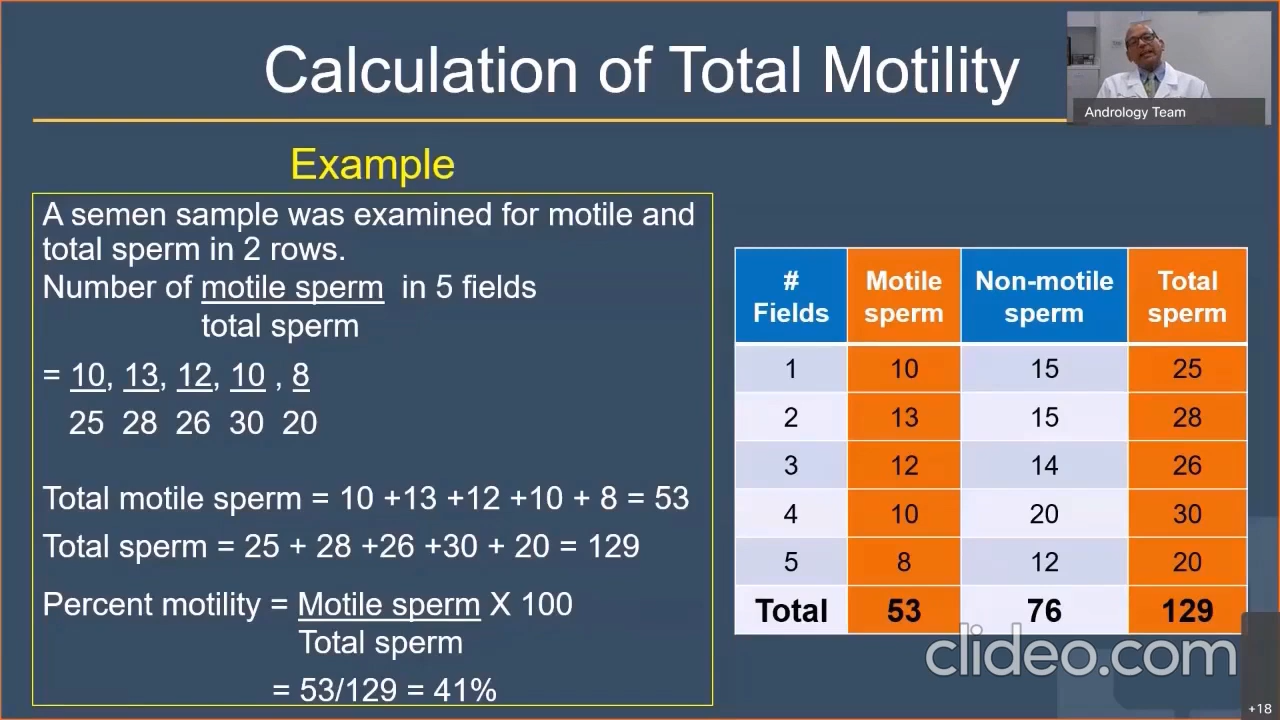 Calculation of Total Motility
Andrology Team
Example
A semen sample was examined for motile and
total sperm in 2 rows.
Number of motile sperm in 5 fields
total sperm
= 10, 13, 12, 10 , 8
25 28 26 30 20
Total motile sperm = 10 +13 +12 +10 + 8 = 53
Total sperm = 25 + 28 +26 +30 + 20 = 129
Percent motility = Motile sperm X 100
Total sperm
= 53/129 = 41%
# Fields Motile sperm Non-motile sperm Total sperm
1 10 15 25
2 13 15 28
3 12 14 26
4 10 20 30
5 8 12 20
Total 53 76 129
clideo.com
+18